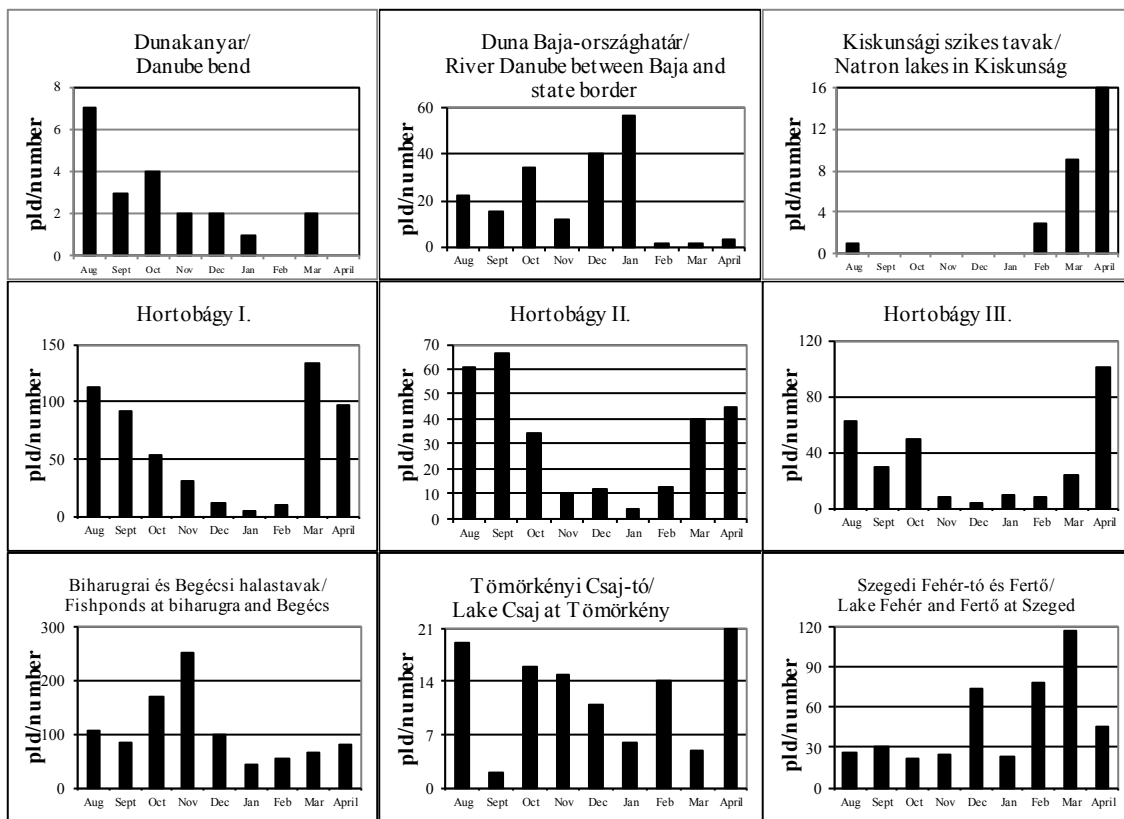 Dunakanyar/
Danube bend
pld/number
8
6
4
2
0
Aug Sept Oct Nov Dec Jan Feb Mar April
Duna Baja-országhatár/
River Danube between Baja and
state border
pld/number
60
40
20
0
Aug Sept Oct Nov Dec Jan Feb Mar April
Kiskunsági szikes tavak/
Natron lakes in Kiskunság
pld/number
16
12
8
4
0
Aug Sept Oct Nov Dec Jan Feb Mar April
Hortobágy I.
pld/number
150
100
50
0
Aug Sept Oct Nov Dec Jan Feb Mar April
Hortobágy II.
pld/number
70
60
50
40
30
20
10
0
Aug Sept Oct Nov Dec Jan Feb Mar April
Hortobágy III.
pld/number
120
80
40
0
Aug Sept Oct Nov Dec Jan Feb Mar April
Biharugrai és Begécsi halastavak/
Fishponds at biharugra and Begécs
pld/number
300
200
100
0
Aug Sept Oct Nov Dec Jan Feb Mar April
Tömörkényi Csaj-tó/
Lake Csaj at Tömörkény
pld/number
21
14
7
0
Aug Sept Oct Nov Dec Jan Feb Mar April
Szegedi Fehér-tó és Fertő/
Lake Fehér and Fertő at Szeged
pld/number
120
90
60
30
0
Aug Sept Oct Nov Dec Jan Feb Mar April